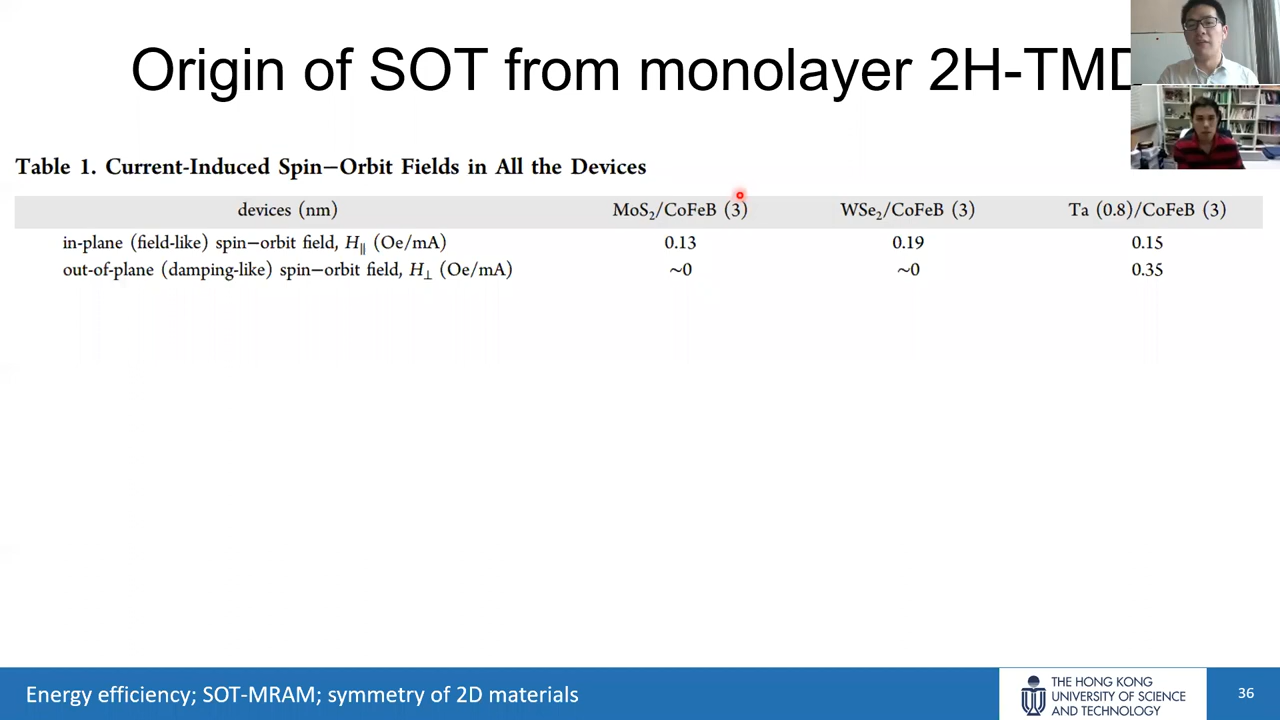 Origin of SOT from monolayer 2H-TMD
Table 1. Current-Induced Spin−Orbit Fields in All the Devices
devices (nm) MoS2/CoFeB (3) WSe2/CoFeB (3) Ta (0.8)/CoFeB (3)
in-plane (field-like) spin−orbit field, H∥ (Oe/mA) 0.13 0.19 0.15
out-of-plane (damping-like) spin−orbit field, H⊥ (Oe/mA) ~0 ~0 0.35
Energy efficiency; SOT-MRAM; symmetry of 2D materials
THE HONG KONG
UNIVERSITY OF SCIENCE
AND TECHNOLOGY
36